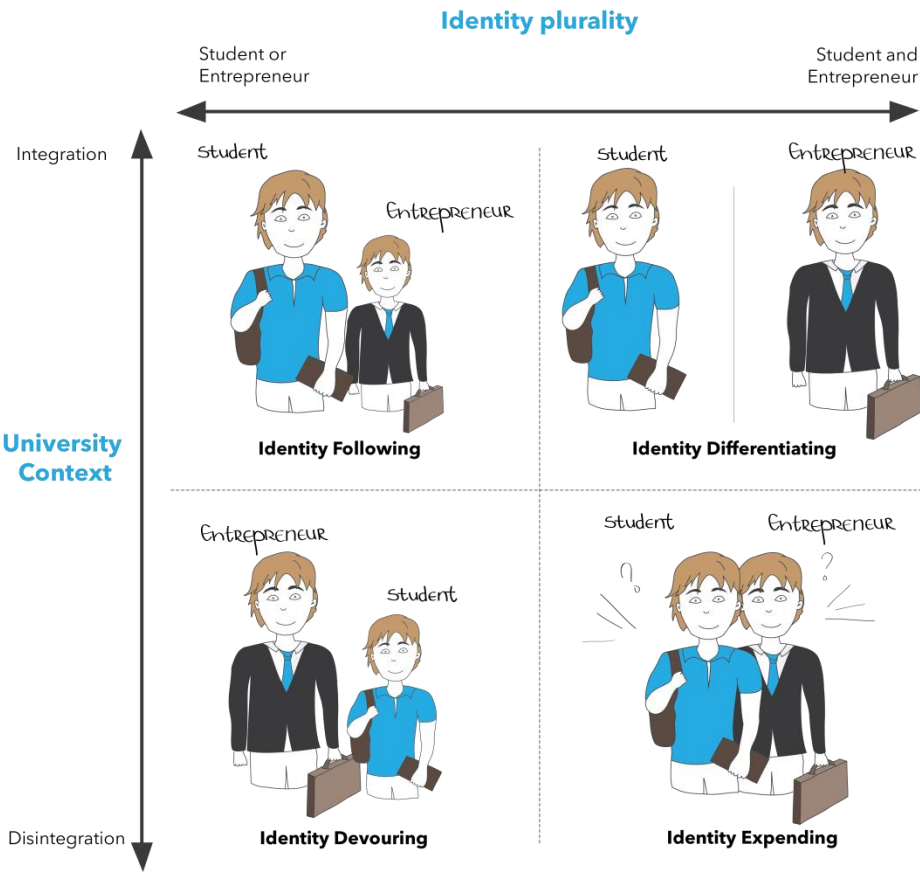 Identity plurality
Student or
Entrepreneur
Student and
Entrepreneur
Integration
Student
Entrepreneur
Student
Entrepreneur
University
Context
Identity Following
Identity Differentiating
Entrepreneur
Student
Student
Entrepreneur
?
?
Disintegration
Identity Devouring
Identity Expending